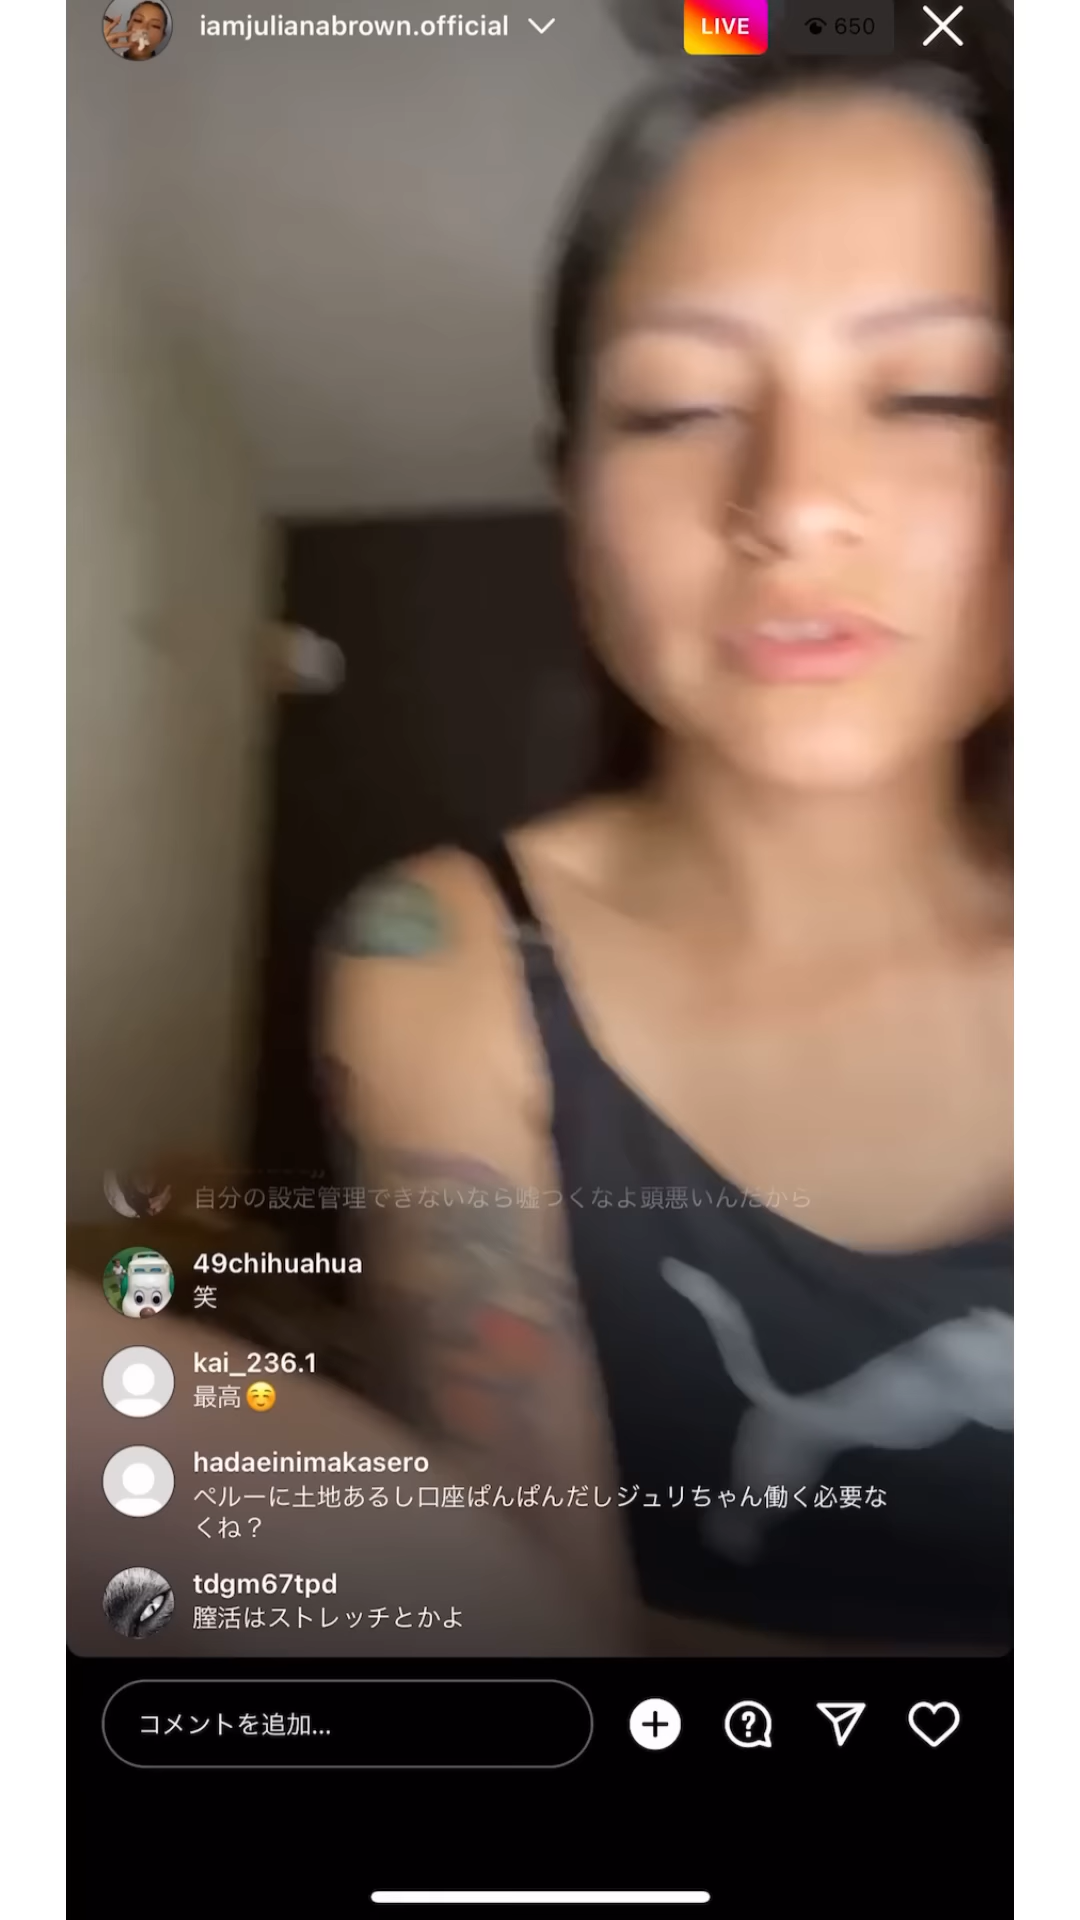 iamjulianabrown.official
LIVE
650
自分の設定管理できないなら嘘つくなよ頭悪いんだから
49chihuahua
笑
kai_236.1
最高☺️
hadaeinimakasero
ペルーに土地あるし口座ぱんぱんだしジュリちゃん働く必要な
くね？
tdgm67tpd
膣活はストレッチとかよ
コメントを追加...